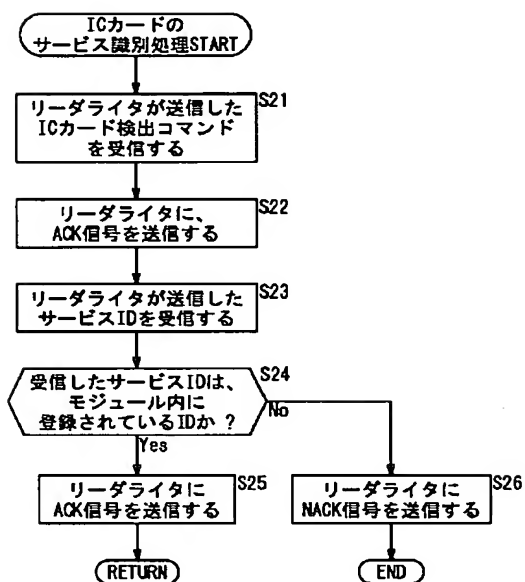 ICカードの
サービス識別処理START
リーダライタが送信した
ICカード検出コマンド
を受信する
S21
リーダライタに、
ACK信号を送信する
S22
リーダライタが送信した
サービスIDを受信する
S23
受信したサービスIDは、
モジュール内に
登録されているIDか ?
S24
No
Yes
リーダライタに
ACK信号を送信する
S25
リーダライタに
NACK信号を送信する
S26
RETURN
END